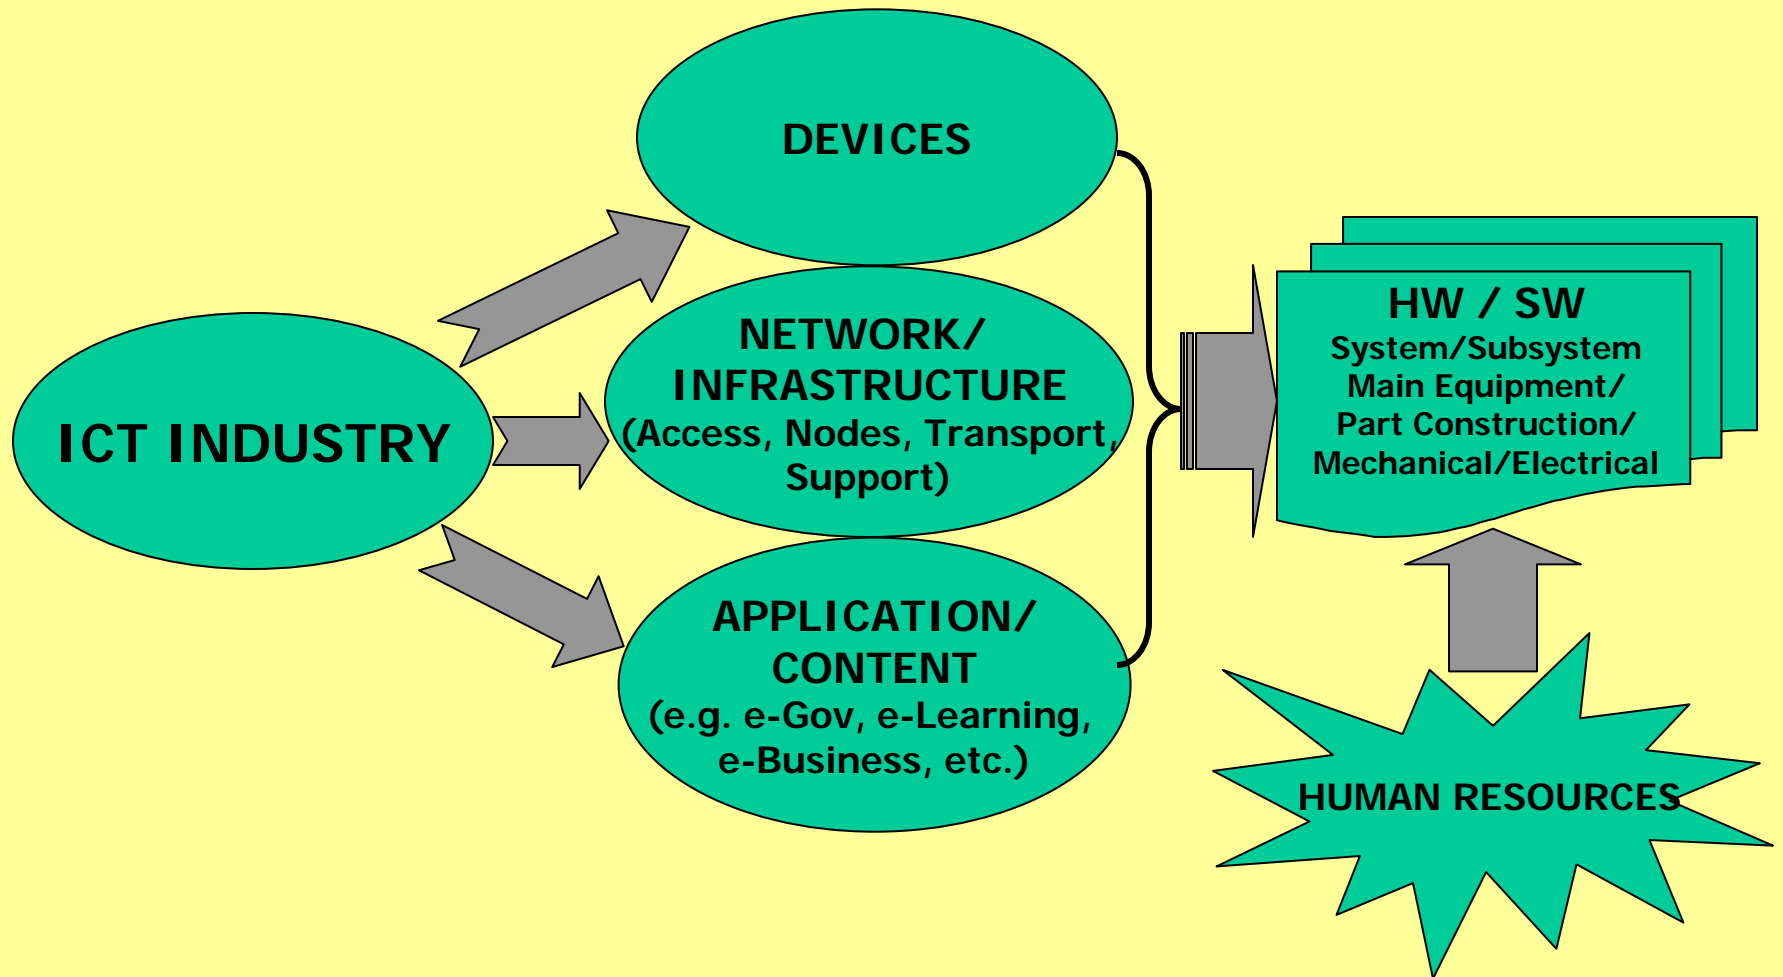 DEVICES
ICT INDUSTRY
NETWORK/
INFRASTRUCTURE
(Access, Nodes, Transport,
Support)
APPLICATION/
CONTENT
(e.g. e-Gov, e-Learning,
e-Business, etc.)
HW / SW
System/Subsystem
Main Equipment/
Part Construction/
Mechanical/Electrical
HUMAN RESOURCES